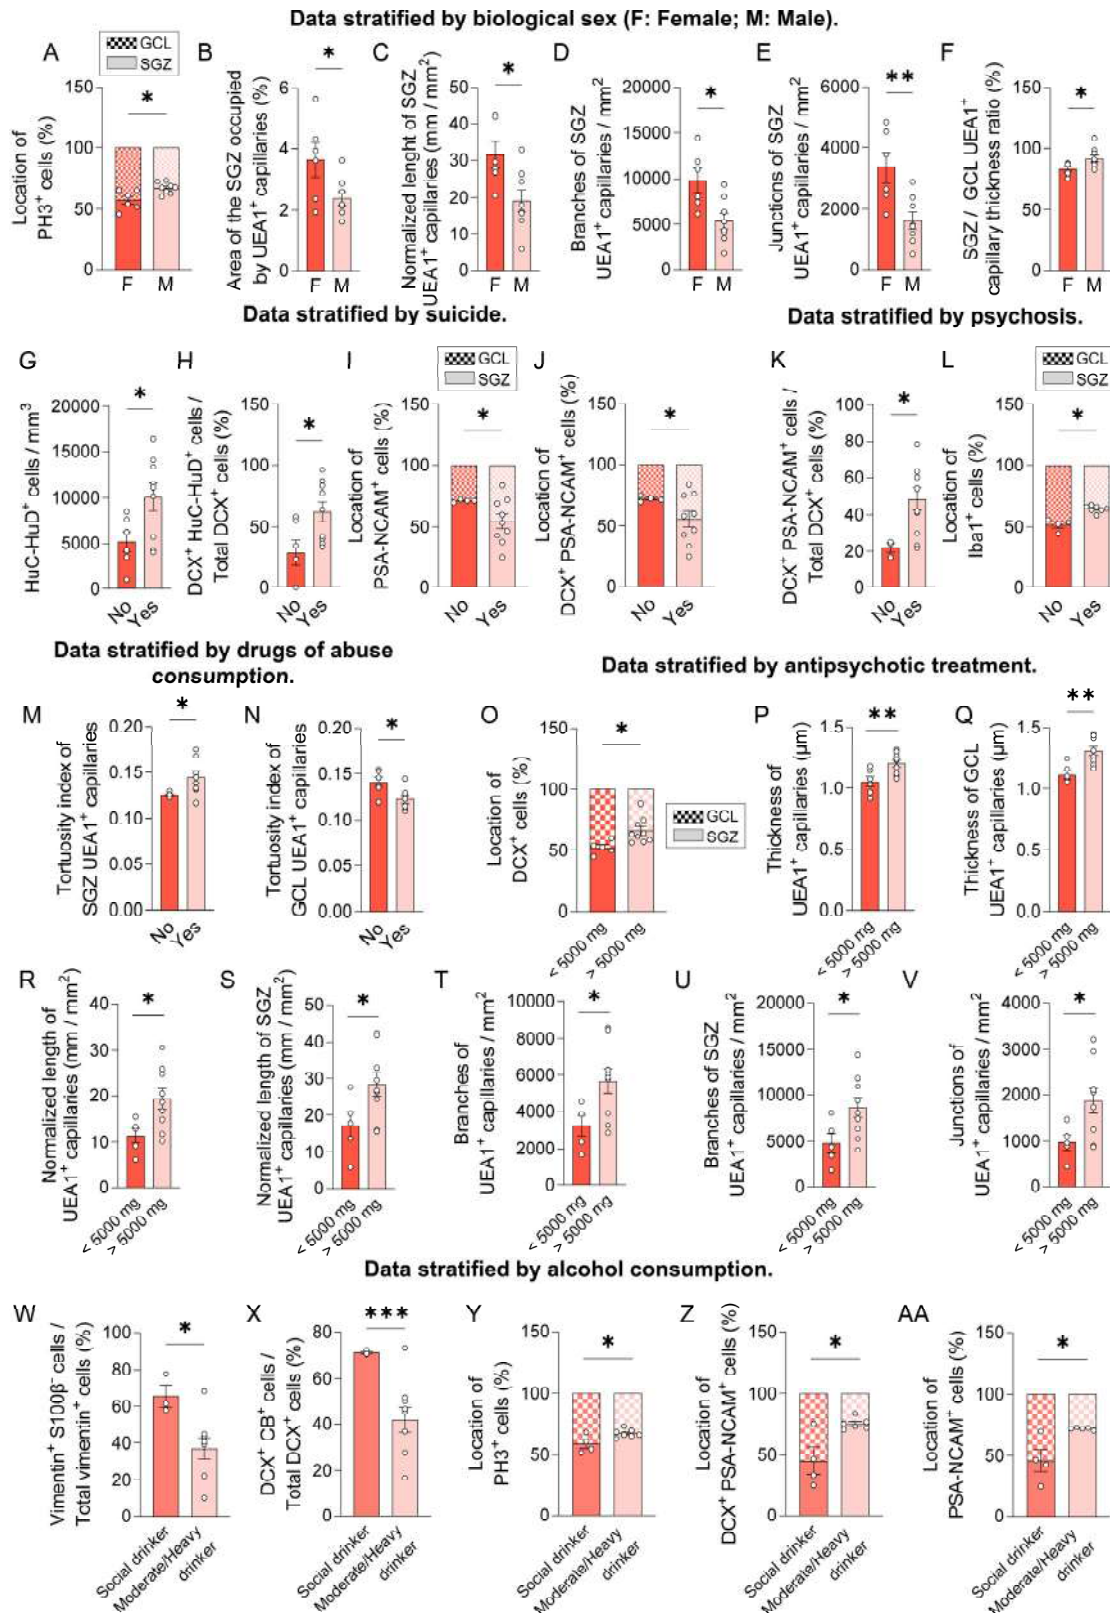 Data stratified by biological sex (F: Female; M: Male).
A
GCL
SGZ
Location of
PH3+ cells (%)
150
100
50
0
*
F
M
B
Area of the SGZ occupied
by UEA1+ capillaries (%)
6
4
2
0
*
F
M
C
Normalized lenght of SGZ
UEA1+ capillaries (mm / mm2)
50
40
30
20
10
0
*
F
M
D
Branches of SGZ
UEA1+ capillaries / mm2
20000
15000
10000
5000
0
*
F
M
E
Junctions of SGZ
UEA1+ capillaries / mm2
6000
4000
2000
0
**
F
M
F
SGZ / GCL UEA1+
capillary thickness ratio (%)
150
100
50
0
*
F
M
Data stratified by suicide.
Data stratified by psychosis.
G
HuC-HuD+ cells / mm3
20000
15000
10000
5000
0
*
No
Yes
H
DCX+ HuC-HuD+ cells /
Total DCX+ cells (%)
150
100
50
0
*
No
Yes
I
GCL
SGZ
Location of
PSA-NCAM+ cells (%)
150
100
50
0
*
No
Yes
J
Location of
DCX+ PSA-NCAM+ cells (%)
150
100
50
0
*
No
Yes
K
DCX+ PSA-NCAM+ cells /
Total DCX+ cells (%)
100
80
60
40
20
0
*
No
Yes
L
GCL
SGZ
Location of
Iba1+ cells (%)
150
100
50
0
*
No
Yes
Data stratified by drugs of abuse
consumption.
Data stratified by antipsychotic treatment.
M
Tortuosity index of
SGZ UEA1+ capillaries
0.20
0.15
0.10
0.05
0.00
*
No
Yes
N
Tortuosity index of
GCL UEA1+ capillaries
0.20
0.15
0.10
0.05
0.00
*
No
Yes
O
Location of
DCX+ cells (%)
150
100
50
0
*
< 5000 mg
> 5000 mg
GCL
SGZ
P
Thickness of
UEA1+ capillaries (µm)
1.5
1.0
0.5
0.0
**
< 5000 mg
> 5000 mg
Q
Thickness of GCL
UEA1+ capillaries (µm)
1.5
1.0
0.5
0.0
**
< 5000 mg
> 5000 mg
R
Normalized length of
UEA1+ capillaries (mm / mm2)
40
30
20
10
0
*
< 5000 mg
> 5000 mg
S
Normalized length of SGZ
UEA1+ capillaries (mm / mm2)
50
40
30
20
10
0
*
< 5000 mg
> 5000 mg
T
Branches of
UEA1+ capillaries / mm2
10000
8000
6000
4000
2000
0
*
< 5000 mg
> 5000 mg
U
Branches of SGZ
UEA1+ capillaries / mm2
20000
15000
10000
5000
0
*
< 5000 mg
> 5000 mg
V
Junctions of
UEA1+ capillaries / mm2
4000
3000
2000
1000
0
*
< 5000 mg
> 5000 mg
Data stratified by alcohol consumption.
W
Vimentin+ S100β- cells /
Total vimentin+ cells (%)
100
80
60
40
20
0
*
Social drinker
Moderate/Heavy
drinker
X
DCX+ CB+ cells /
Total DCX+ cells (%)
80
60
40
20
0
***
Social drinker
Moderate/Heavy
drinker
Y
Location of
PH3+ cells (%)
150
100
50
0
*
Social drinker
Moderate/Heavy
drinker
Z
Location of
DCX+ PSA-NCAM+ cells (%)
150
100
50
0
*
Social drinker
Moderate/Heavy
drinker
AA
Location of
PSA-NCAM+ cells (%)
150
100
50
0
*
Social drinker
Moderate/Heavy
drinker